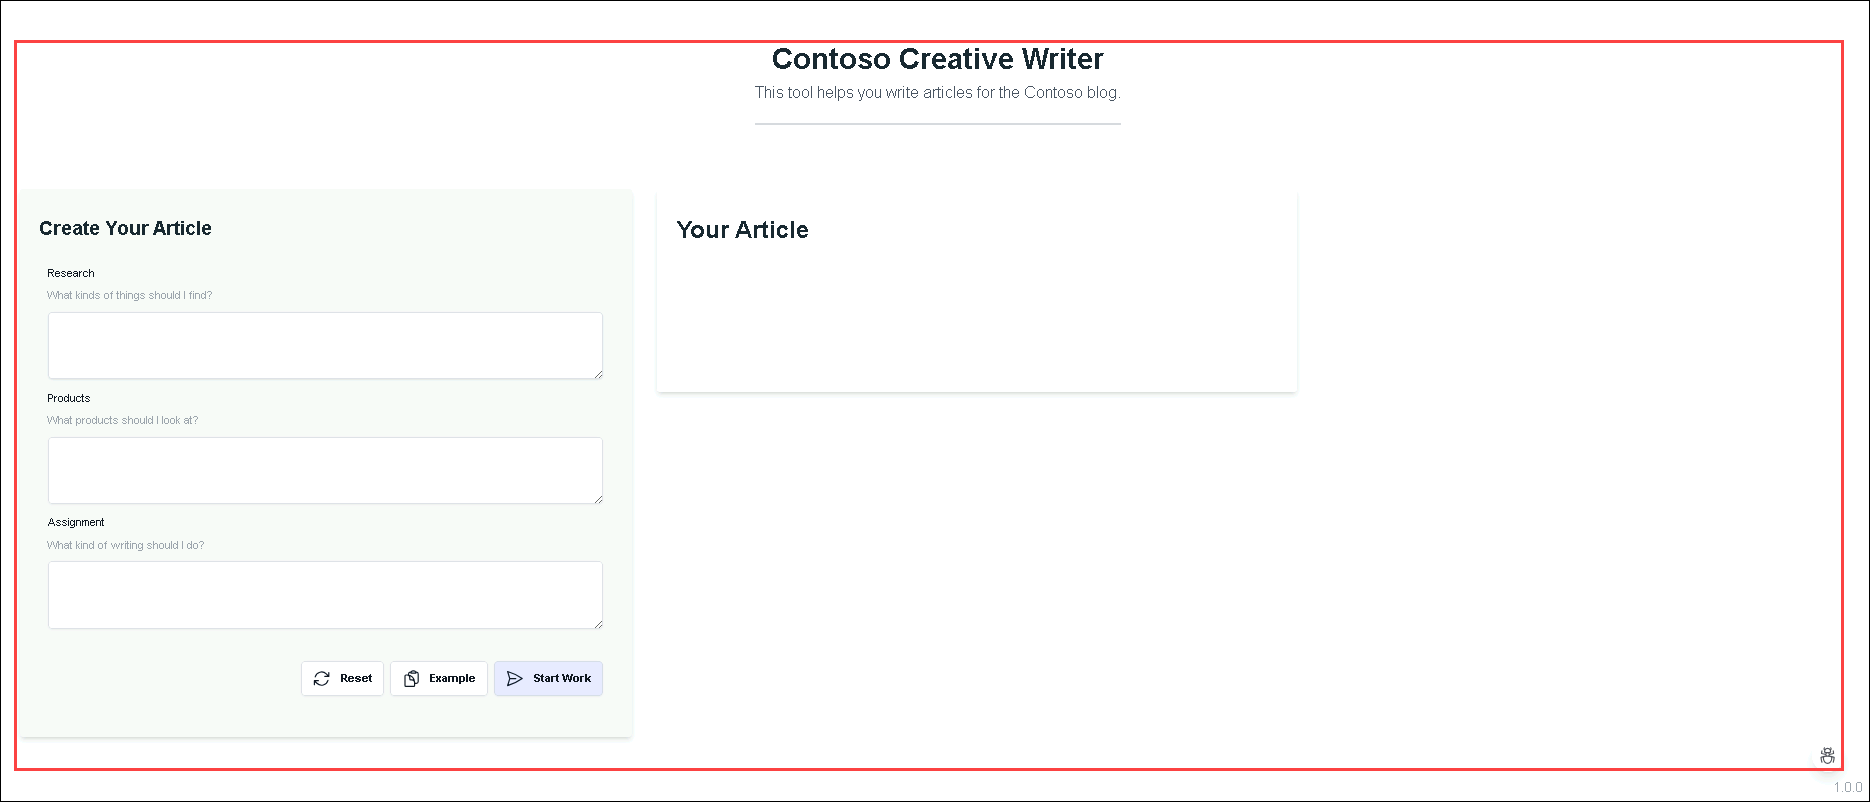 Contoso Creative Writer
This tool helps you write articles for the Contoso blog.
Create Your Article
Research
What kinds of things should I find?
Products
What products should I look at?
Assignment
What kind of writing should I do?
Reset
Example
Start Work
Your Article
1.0.0